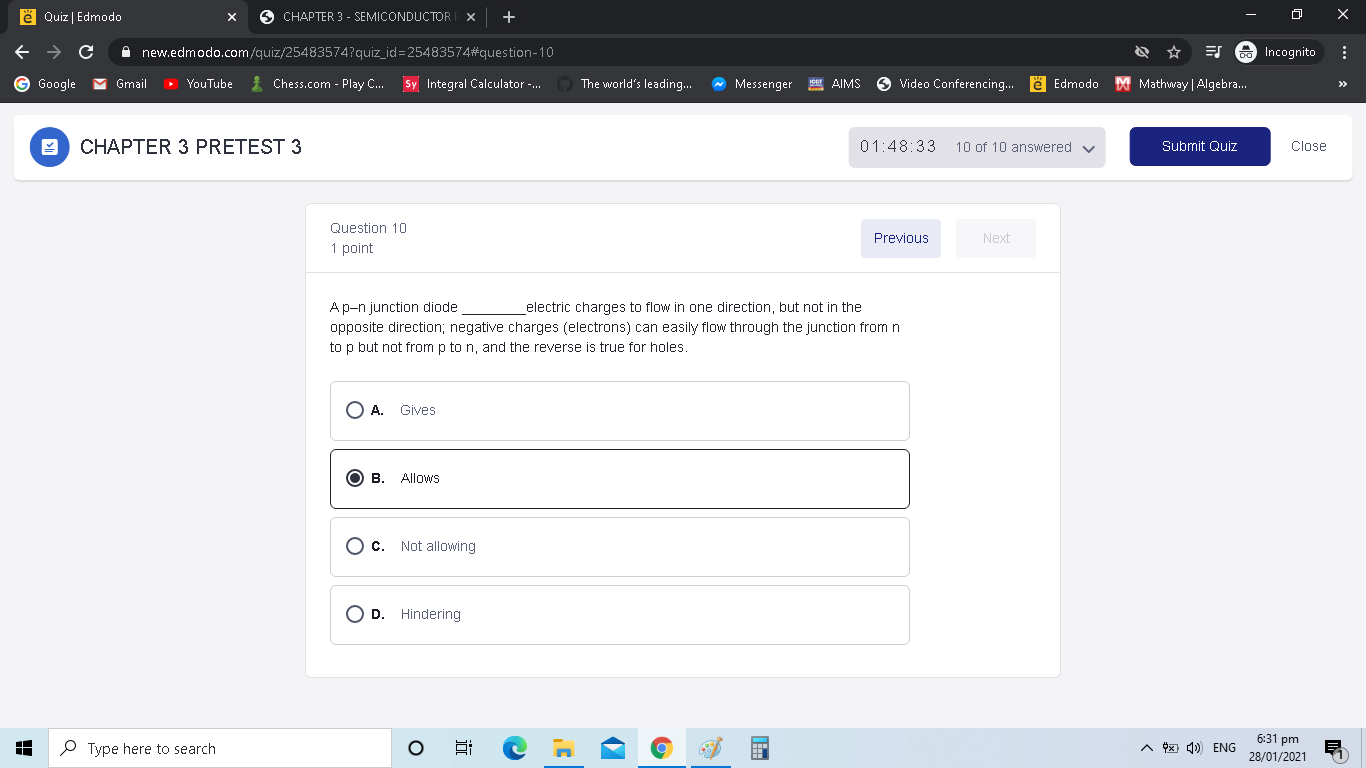 Quiz | Edmodo
CHAPTER 3 - SEMICONDUCTOR
new.edmodo.com/quiz/25483574?quiz_id=25483574#question-10
Incognito
Google
Gmail
YouTube
Chess.com - Play C...
Sy
Integral Calculator -...
The world's leading...
Messenger
AIMS
Video Conferencing...
Edmodo
Mathway | Algebra...
»
CHAPTER 3 PRETEST 3
01:48:33 10 of 10 answered
Submit Quiz
Close
Question 10
1 point
Previous
Next
A p–n junction diode ________electric charges to flow in one direction, but not in the
opposite direction; negative charges (electrons) can easily flow through the junction from n
to p but not from p to n, and the reverse is true for holes.
A. Gives
B. Allows
C. Not allowing
D. Hindering
Type here to search
ENG
6:31 pm
28/01/2021
1